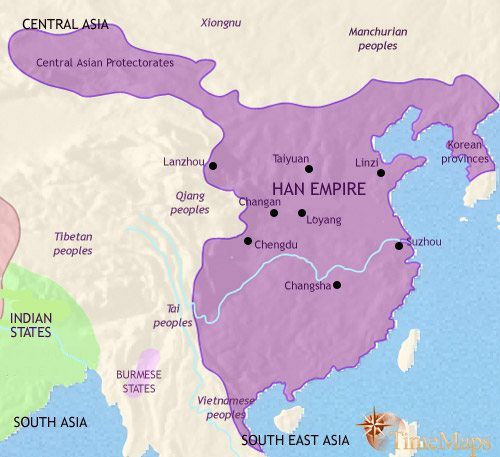 CENTRAL ASIA
Xiongnu
Manchurian
peoples
Central Asian Protectorates
Korean
provinces
Lanzhou
Taiyuan
Linzi
HAN EMPIRE
Qiang
peoples
Changan
Loyang
Tibetan
peoples
Chengdu
Suzhou
Changsha
Tai
peoples
INDIAN
STATES
BURMESE
STATES
Vietnamese
peoples
SOUTH ASIA
SOUTH EAST ASIA
TimeMaps